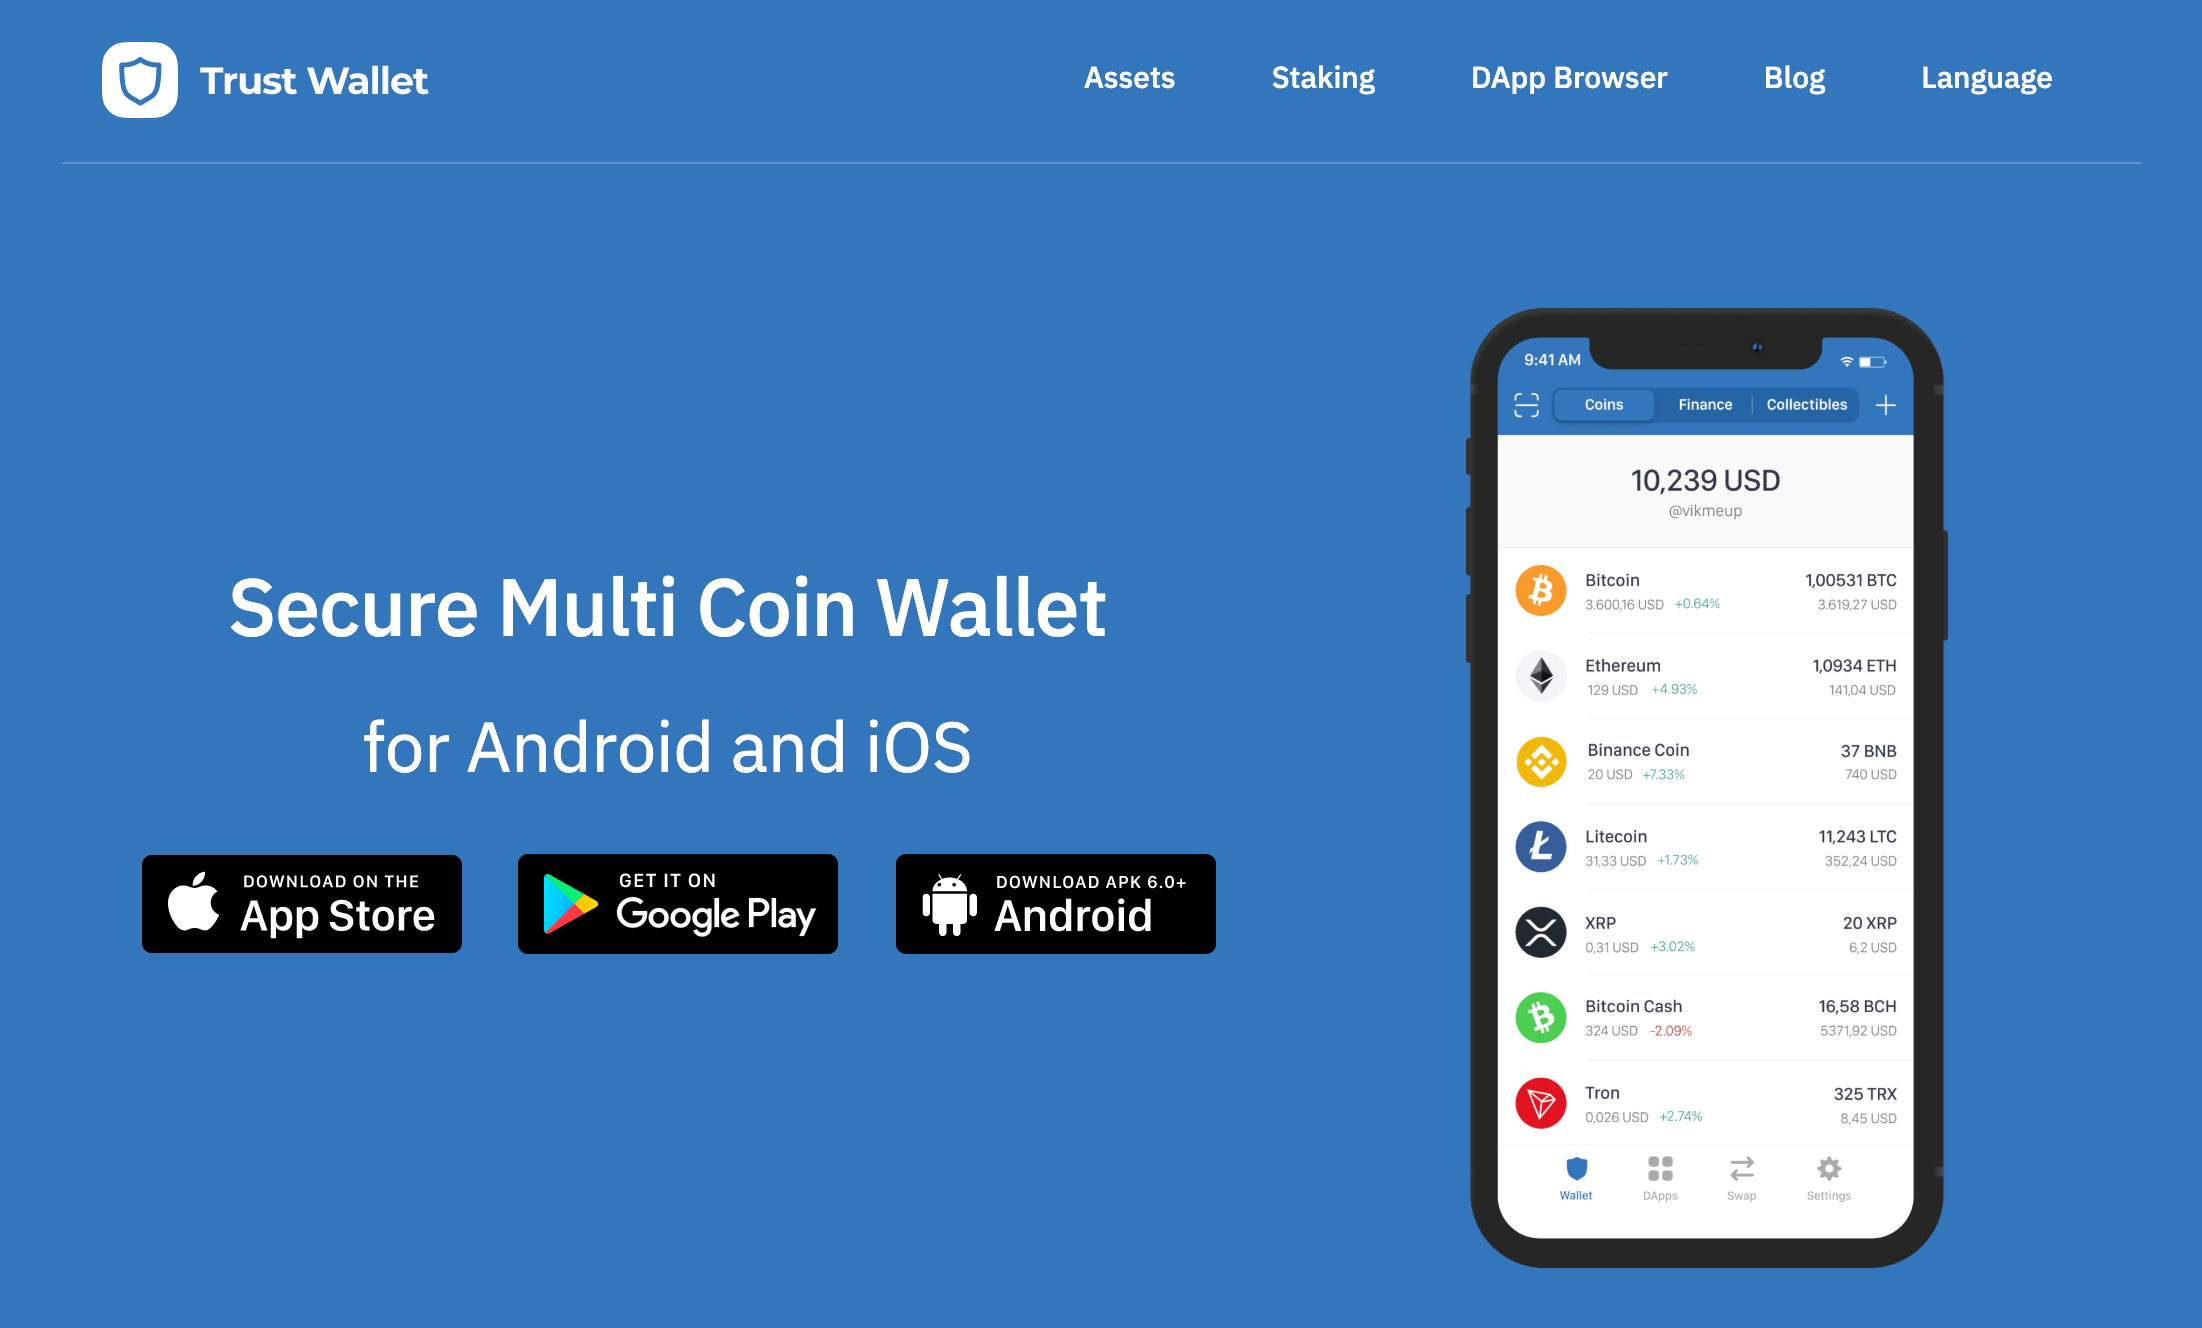 Trust Wallet
Assets Staking DApp Browser Blog Language
Secure Multi Coin Wallet
for Android and iOS
DOWNLOAD ON THE
App Store
GET IT ON
Google Play
DOWNLOAD APK 6.0+
Android
9:41 AM
Coins Finance Collectibles
10,239 USD
@vikmeup
Bitcoin 1,00531 BTC
3.600,16 USD +0.64% 3.619,27 USD
Ethereum 1,0934 ETH
129 USD +4.93% 141,04 USD
Binance Coin 37 BNB
20 USD +7.33% 740 USD
Litecoin 11,243 LTC
31,33 USD +1.73% 352,24 USD
XRP 20 XRP
0,31 USD +3.02% 6,2 USD
Bitcoin Cash 16,58 BCH
324 USD -2.09% 5371,92 USD
Tron 325 TRX
0,026 USD +2.74% 8,45 USD
Wallet DApps Swap Settings